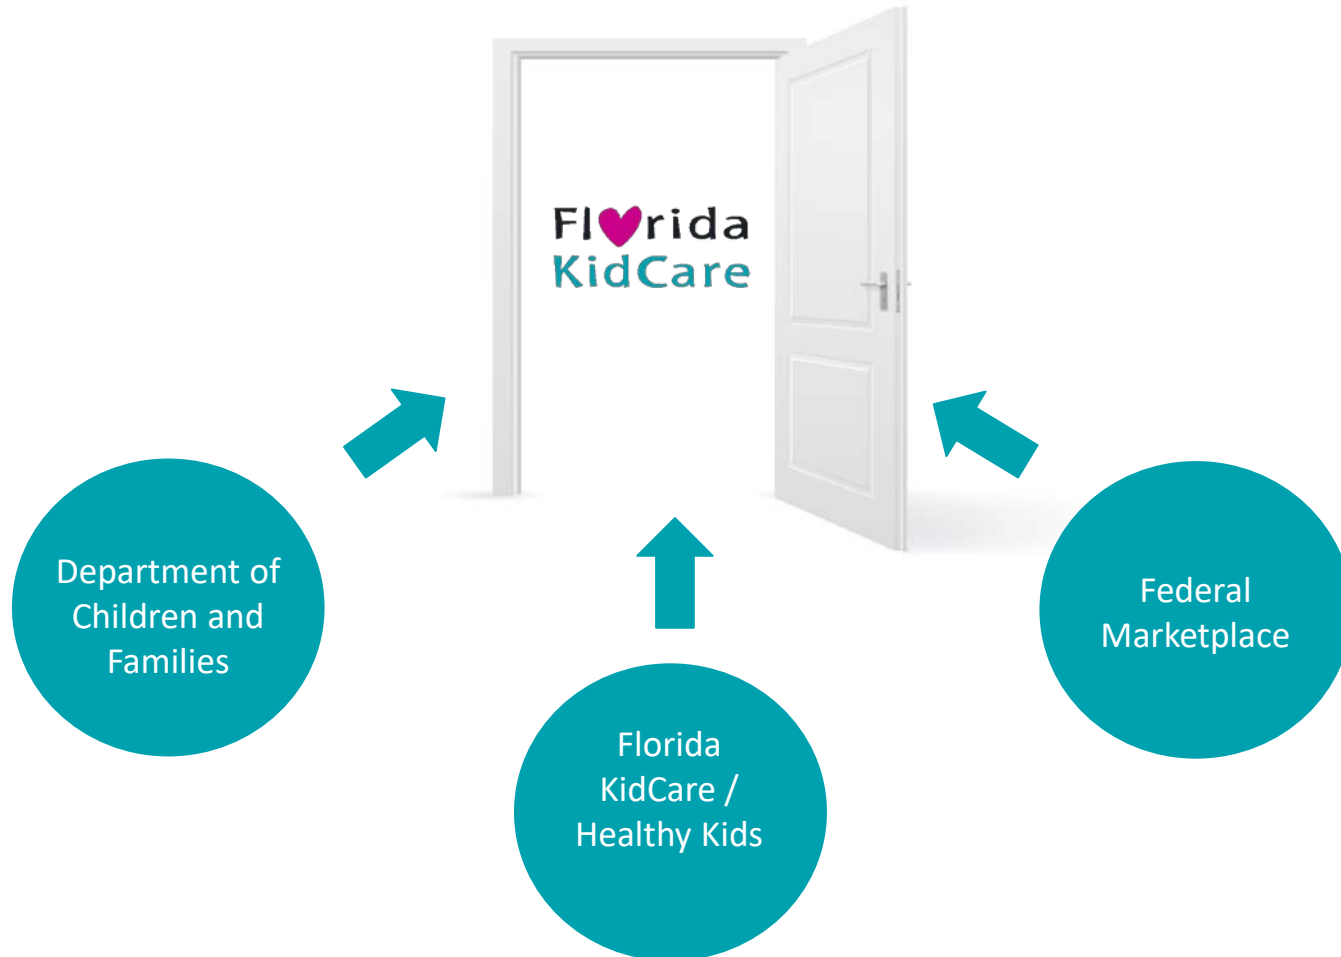 Florida
KidCare
Department of
Children and
Families
Florida
KidCare /
Healthy Kids
Federal
Marketplace